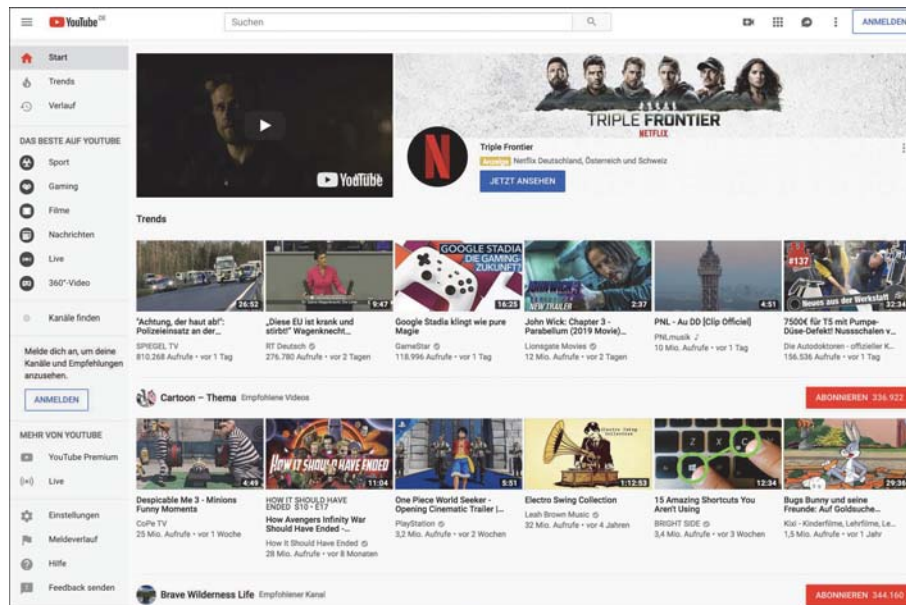 YouTube DE
Suchen
ANMELDEN
Start
Trends
Verlauf
DAS BESTE AUF YOUTUBE
Sport
Gaming
Filme
Nachrichten
Live
360°-Video
Kanäle finden
Melde dich an, um deine
Kanäle und Empfehlungen
anzusehen.
ANMELDEN
MEHR VON YOUTUBE
YouTube Premium
Live
Einstellungen
Meldeverlauf
Hilfe
Feedback senden
YouTube
TRIPLE FRONTIER
NETFLIX
N
Triple Frontier
Anzeige Netflix Deutschland, Österreich und Schweiz
JETZT ANSEHEN
Trends
26:52
9:47
GOOGLE STADIA
DIE GAMING-
ZUKUNFT?
16:25
NEW TRAILER
2:37
4:51
#137
Neues aus der Werkstatt
32:34
"Achtung, der haut ab!":
Polizeieinsatz an der...
SPIEGEL TV
810.268 Aufrufe • vor 1 Tag
„Diese EU ist krank und
stirbt!" Wagenknecht...
RT Deutsch
276.780 Aufrufe • vor 2 Tagen
Google Stadia klingt wie pure
Magie
GameStar
118.996 Aufrufe • vor 1 Tag
John Wick: Chapter 3 -
Parabellum (2019 Movie)...
Lionsgate Movies
12 Mio. Aufrufe • vor 2 Tagen
PNL - Au DD [Clip Officiel]
PNLmusik ♪
10 Mio. Aufrufe • vor 1 Tag
7500€ für T5 mit Pumpe-
Düse-Defekt! Nussschalen v...
Die Autodoktoren - offizieller K...
156.536 Aufrufe • vor 1 Tag
Cartoon – Thema Empfohlene Videos
ABONNIEREN 336.922
4:49
HOW IT SHOULD HAVE ENDED
11:04
5:51
Electro Swing
Collection
1:12:53
Z X C
12:34
29:36
Despicable Me 3 - Minions
Funny Moments
CoPe TV
25 Mio. Aufrufe • vor 1 Woche
HOW IT SHOULD HAVE
ENDED S10 • E17
How Avengers Infinity War
Should Have Ended -...
How It Should Have Ended
28 Mio. Aufrufe • vor 8 Monaten
One Piece World Seeker -
Opening Cinematic Trailer |...
PlayStation
3,2 Mio. Aufrufe • vor 2 Wochen
Electro Swing Collection
Leah Brown Music
32 Mio. Aufrufe • vor 4 Jahren
15 Amazing Shortcuts You
Aren't Using
BRIGHT SIDE
3,4 Mio. Aufrufe • vor 3 Wochen
Bugs Bunny und seine
Freunde: Auf Goldsuche...
Kixi - Kinderfilme, Lehrfilme, Le...
1,5 Mio. Aufrufe • vor 1 Jahr
Brave Wilderness Life Empfohlener Kanal
ABONNIEREN 344.160